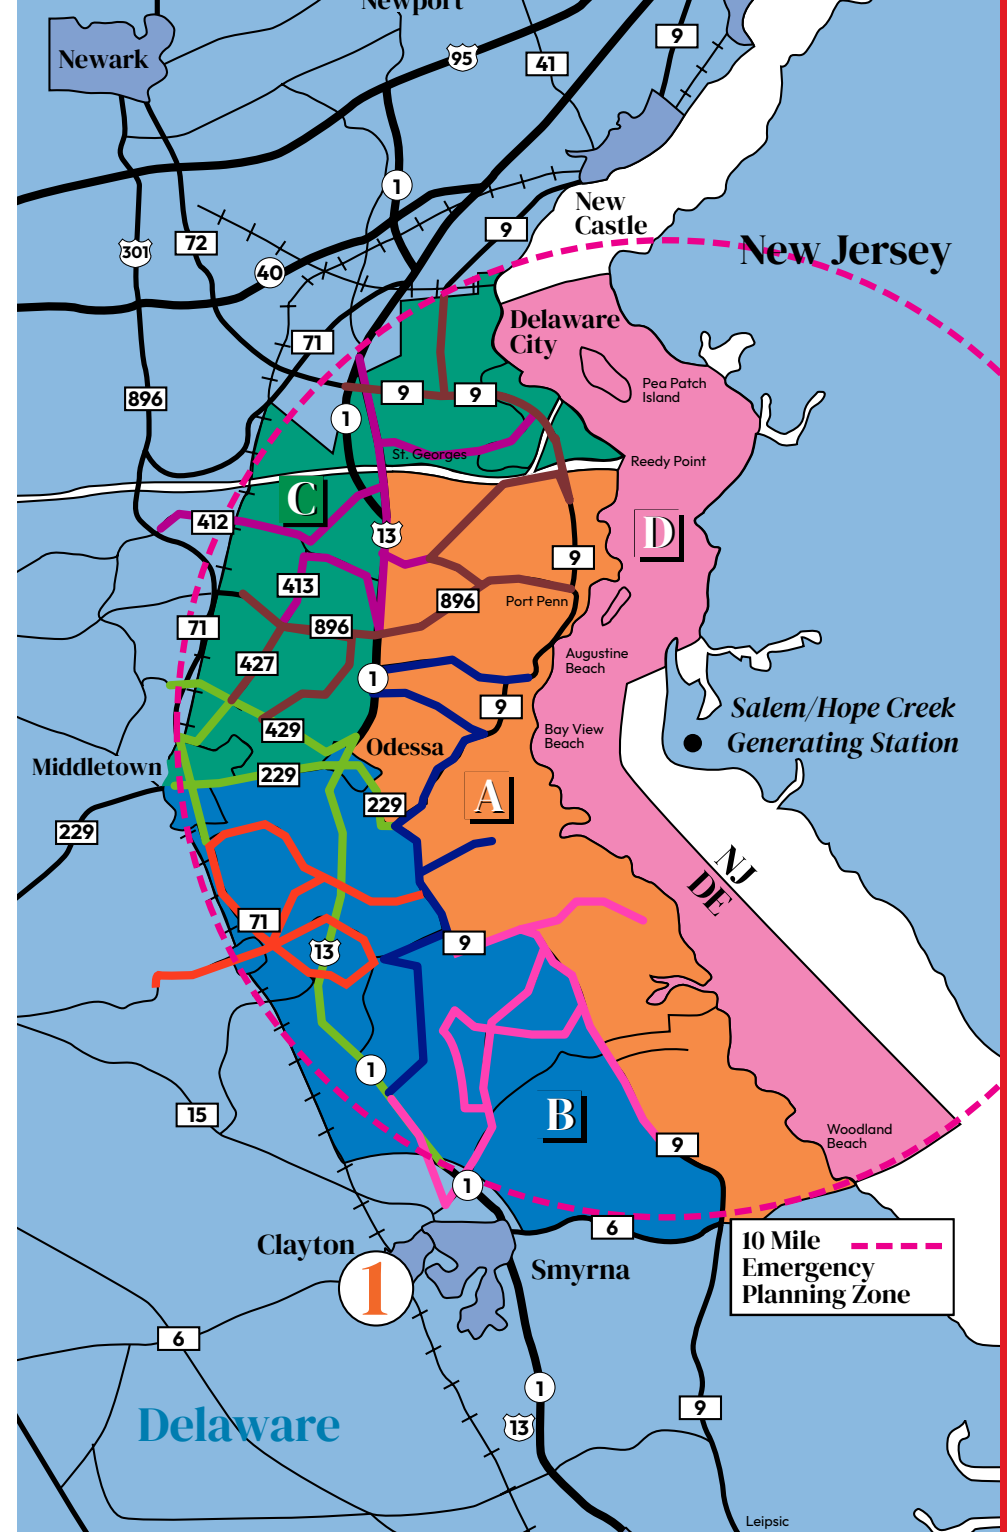 Newport
Newark
95
41
9
1
301
72
9
New
Castle
New Jersey
40
Delaware
City
71
Pea Patch
Island
896
9
9
1
St. Georges
Reedy Point
C
412
13
D
9
413
896
Port Penn
71
896
427
Augustine
Beach
1
9
Salem/Hope Creek
Generating Station
429
Bay View
Beach
Odessa
Middletown
229
A
229
229
NJ
DE
71
13
9
1
B
15
Woodland
Beach
9
1
6
10 Mile
Emergency
Planning Zone
Clayton
Smyrna
1
6
1
9
Delaware
13
Leipsic